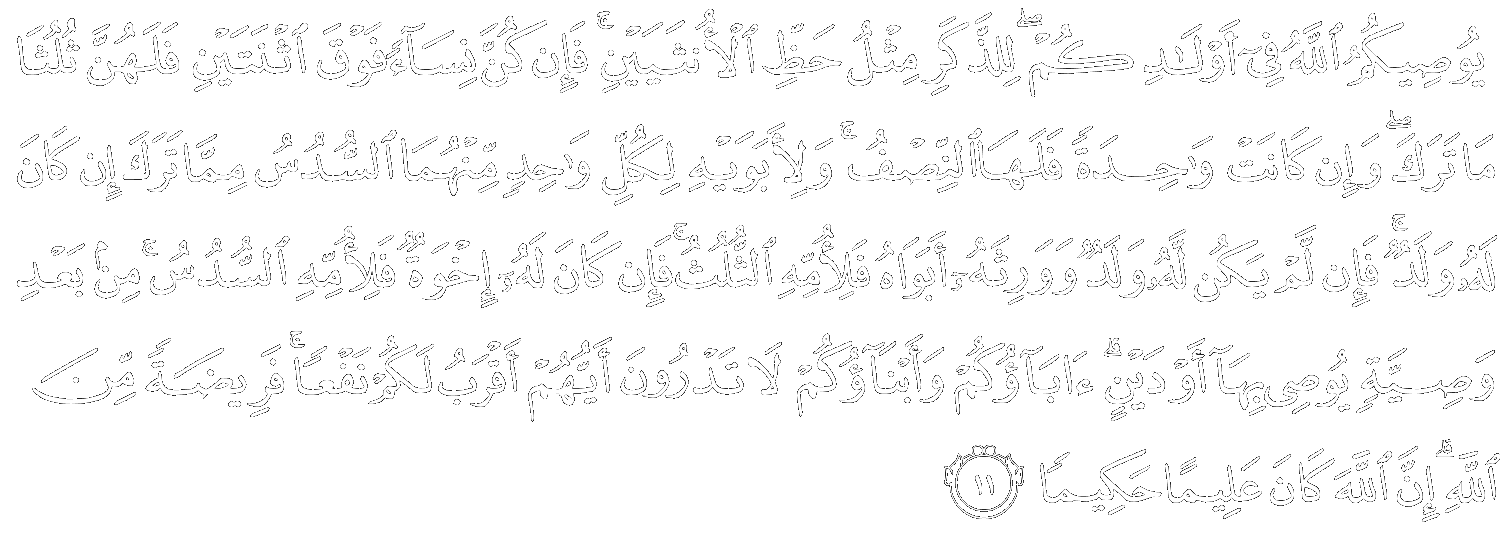 يُوصِيكُمُ ٱللَّهُ فِىٓ أَوْلَـٰدِكُمْ ۖ لِلذَّكَرِ مِثْلُ حَظِّ ٱلْأُنثَيَيْنِ ۚ فَإِن كُنَّ نِسَآءً فَوْقَ ٱثْنَتَيْنِ فَلَهُنَّ ثُلُثَا
مَا تَرَكَ ۖ وَإِن كَانَتْ وَٰحِدَةً فَلَهَا ٱلنِّصْفُ ۚ وَلِأَبَوَيْهِ لِكُلِّ وَٰحِدٍ مِّنْهُمَا ٱلسُّدُسُ مِمَّا تَرَكَ إِن كَانَ
لَهُۥ وَلَدٌ ۚ فَإِن لَّمْ يَكُن لَّهُۥ وَلَدٌ وَوَرِثَهُۥٓ أَبَوَاهُ فَلِأُمِّهِ ٱلثُّلُثُ ۚ فَإِن كَانَ لَهُۥٓ إِخْوَةٌ فَلِأُمِّهِ ٱلسُّدُسُ ۚ مِنۢ بَعْدِ
وَصِيَّةٍ يُوصِى بِهَآ أَوْ دَيْنٍ ۗ ءَابَآؤُكُمْ وَأَبْنَآؤُكُمْ لَا تَدْرُونَ أَيُّهُمْ أَقْرَبُ لَكُمْ نَفْعًا ۚ فَرِيضَةً مِّنَ
ٱللَّهِ ۗ إِنَّ ٱللَّهَ كَانَ عَلِيمًا حَكِيمًا ١١